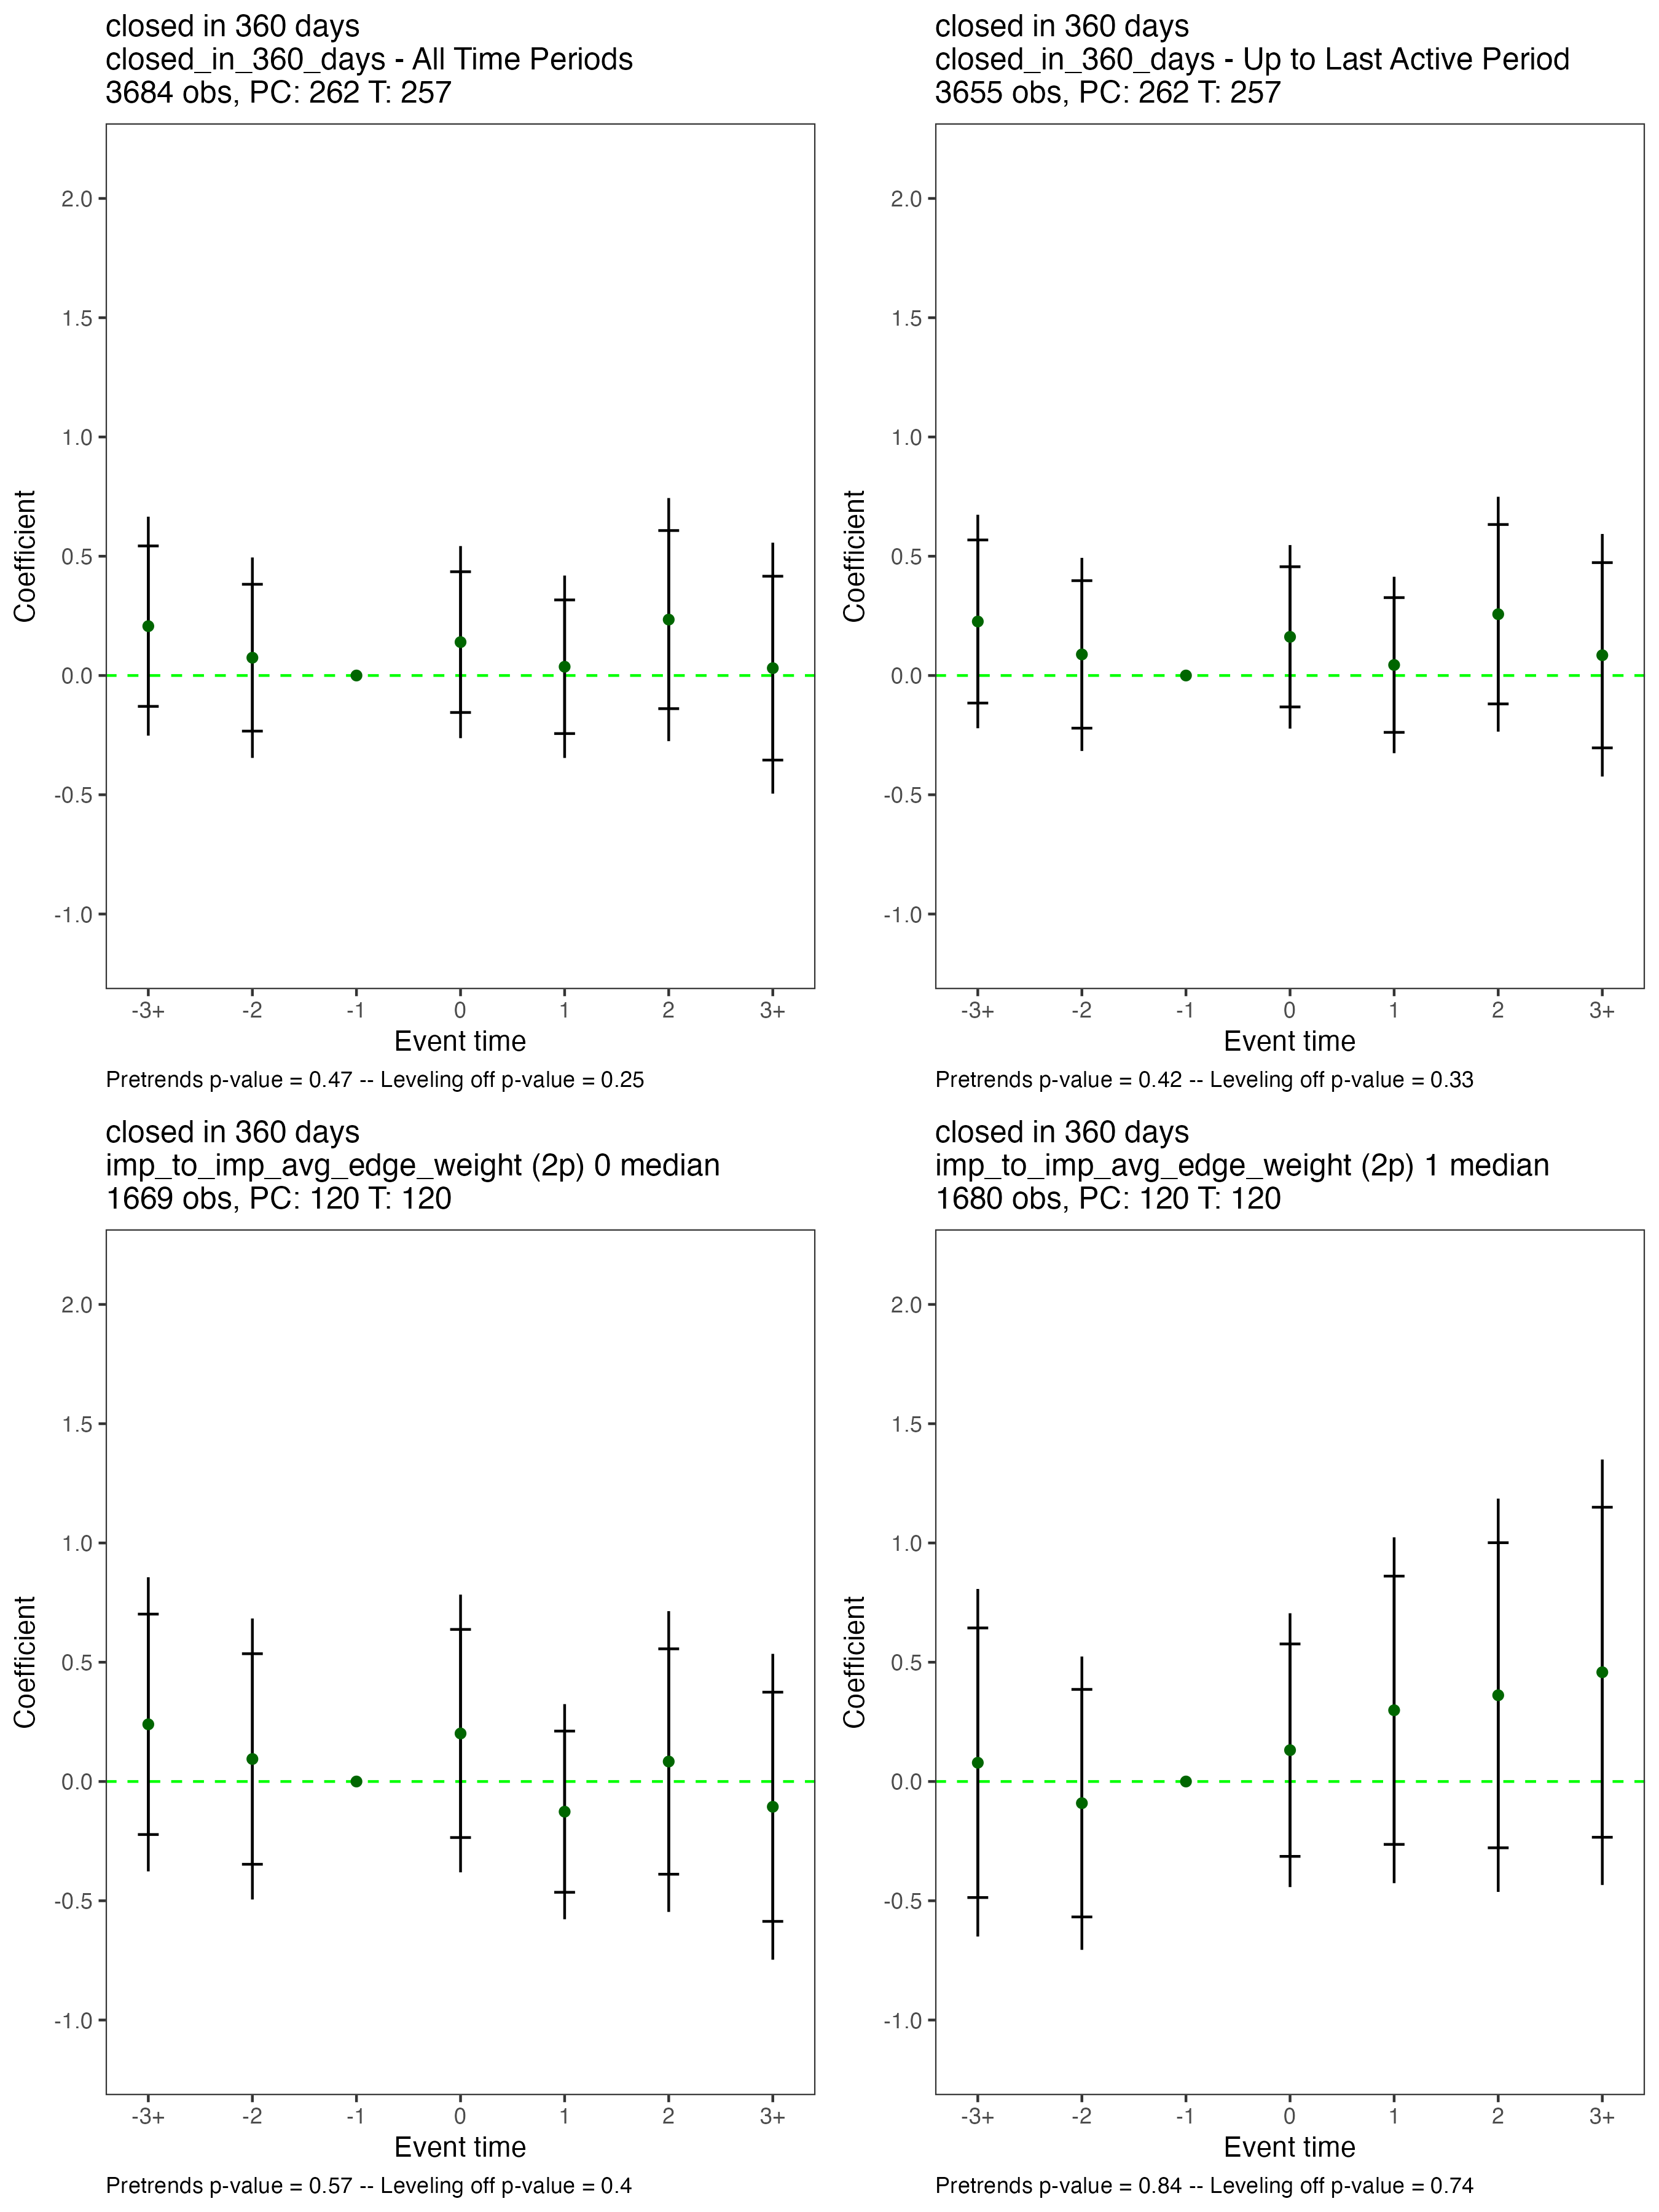 closed in 360 days
closed_in_360_days - All Time Periods
3684 obs, PC: 262 T: 257
2.0
1.5
1.0
0.5
0.0
-0.5
-1.0
Coefficient
-3+ -2 -1 0 1 2 3+
Event time
Pretrends p-value = 0.47 -- Leveling off p-value = 0.25
closed in 360 days
closed_in_360_days - Up to Last Active Period
3655 obs, PC: 262 T: 257
2.0
1.5
1.0
0.5
0.0
-0.5
-1.0
Coefficient
-3+ -2 -1 0 1 2 3+
Event time
Pretrends p-value = 0.42 -- Leveling off p-value = 0.33
closed in 360 days
imp_to_imp_avg_edge_weight (2p) 0 median
1669 obs, PC: 120 T: 120
2.0
1.5
1.0
0.5
0.0
-0.5
-1.0
Coefficient
-3+ -2 -1 0 1 2 3+
Event time
Pretrends p-value = 0.57 -- Leveling off p-value = 0.4
closed in 360 days
imp_to_imp_avg_edge_weight (2p) 1 median
1680 obs, PC: 120 T: 120
2.0
1.5
1.0
0.5
0.0
-0.5
-1.0
Coefficient
-3+ -2 -1 0 1 2 3+
Event time
Pretrends p-value = 0.84 -- Leveling off p-value = 0.74